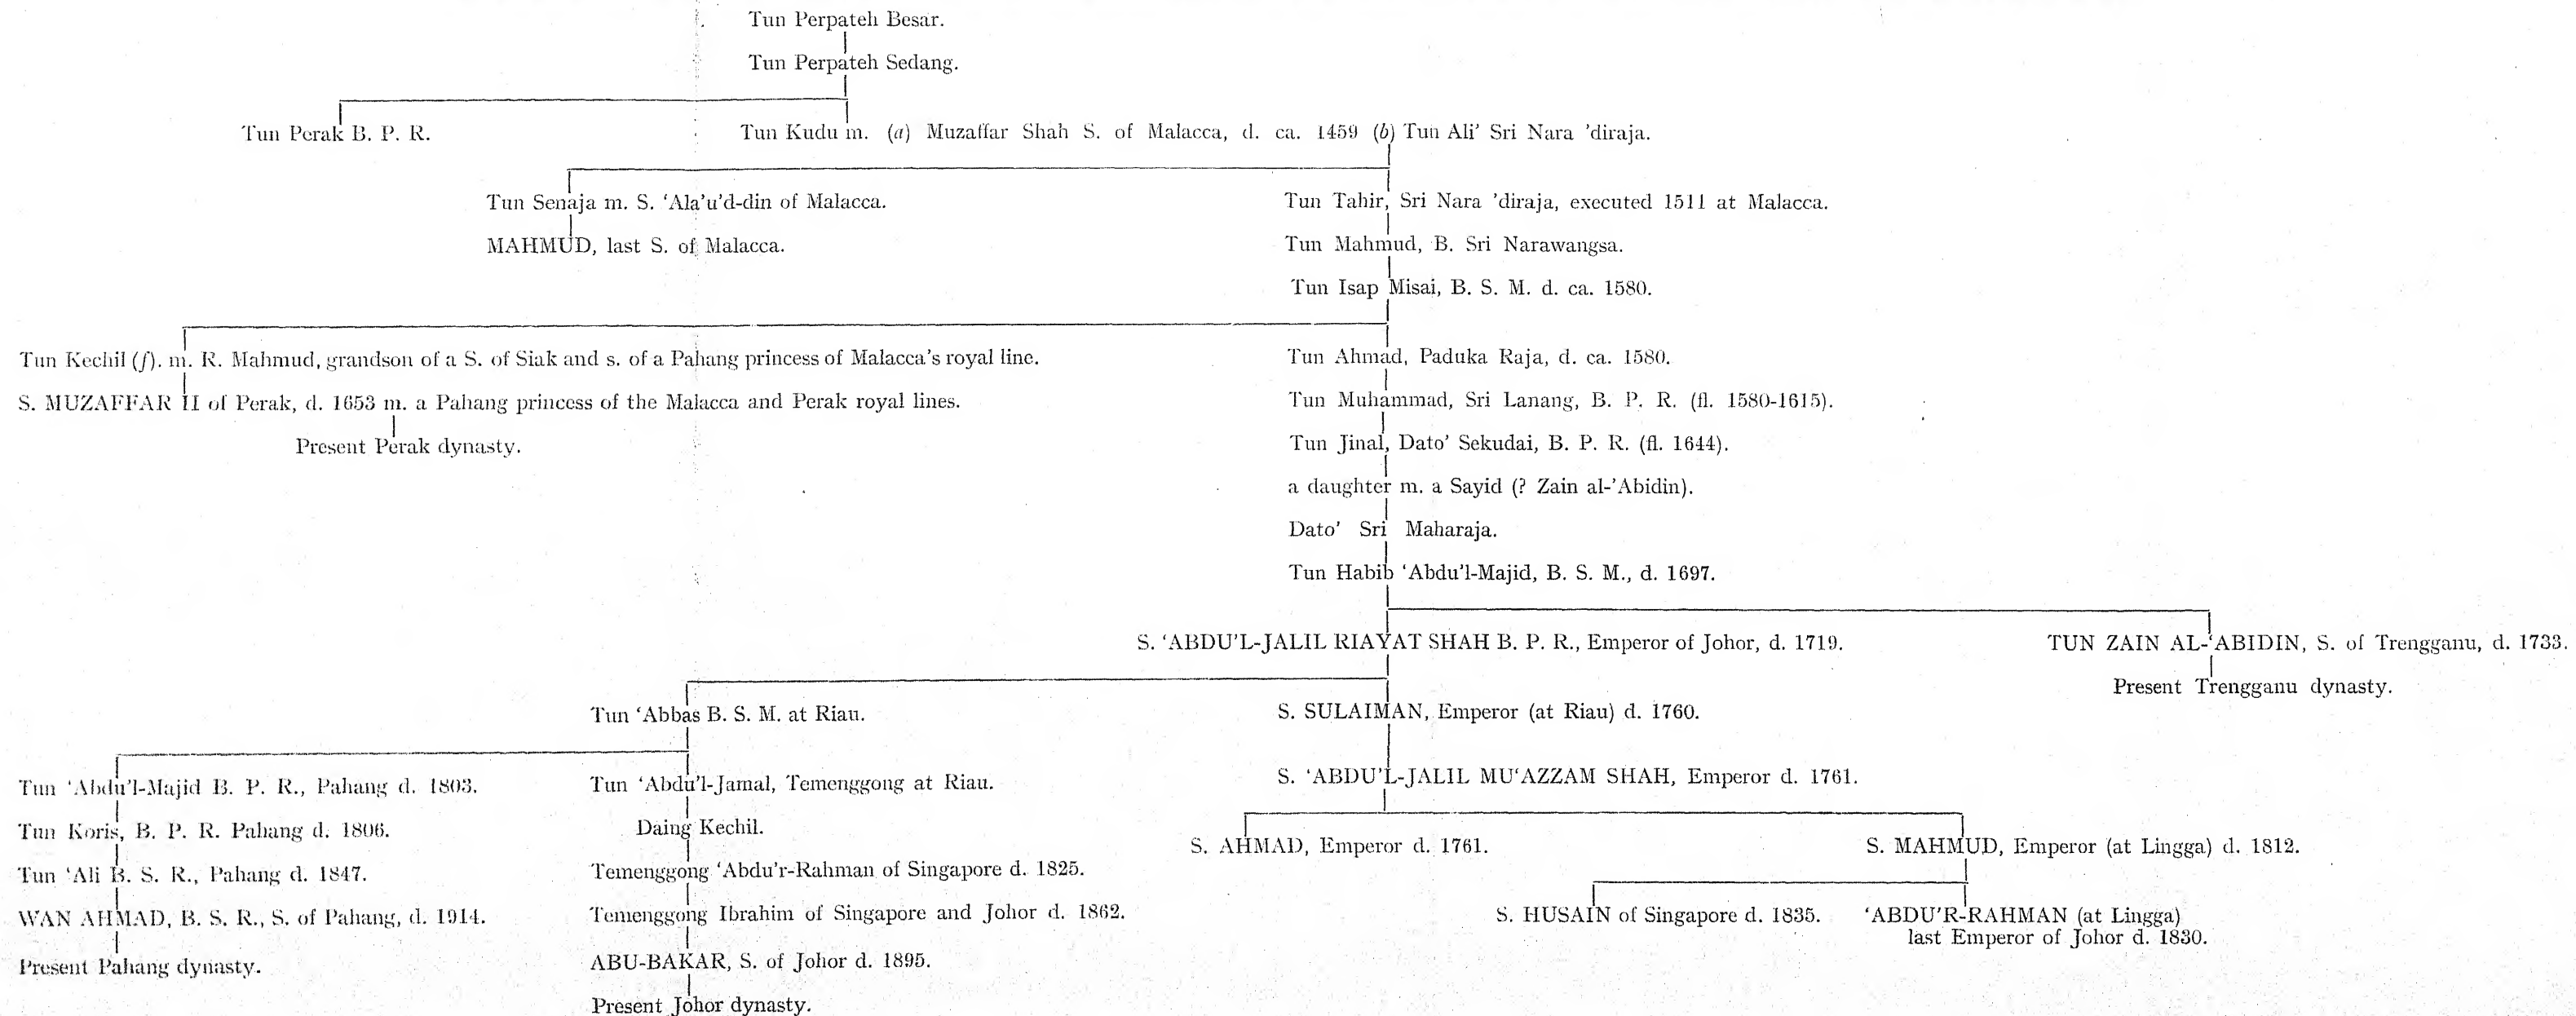 Tun Perpateh Besar.
Tun Perpateh Sedang.
Tun Perak B. P. R.
Tun Kudu m. (a) Muzaffar Shah S. of Malacca, d. ca. 1459 (b) Tun Ali' Sri Nara 'diraja.
Tun Senaja m. S. ‘Ala'u'd-din of Malacca.
Tun Tahir, Sri Nara 'diraja, executed 1511 at Malacca.
MAHMUD, last S. of Malacca.
Tun Mahmud, B. Sri Narawangsa.
Tun Isap Misai, B. S. M. d. ca. 1580.
Tun Kechil (f). m. R. Mahmud, grandson of a S. of Siak and s. of a Pahang princess of Malacca's royal line.
Tun Ahmad, Paduka Raja, d. ca. 1580.
S. MUZAFFAR II of Perak, d. 1653 m. a Pahang princess of the Malacca and Perak royal lines.
Tun Muhammad, Sri Lanang, B. P. R. (fl. 1580-1615).
Present Perak dynasty.
Tun Jinal, Dato' Sekudai, B. P. R. (fl. 1644).
a daughter m. a Sayid (? Zain al-'Abidin).
Dato' Sri Maharaja.
Tun Habib ‘Abdu'l-Majid, B. S. M., d. 1697.
S. ‘ABDU'L-JALIL RIAYAT SHAH B. P. R., Emperor of Johor, d. 1719.
TUN ZAIN AL-‘ABIDIN, S. of Trengganu, d. 1733.
Present Trengganu dynasty.
Tun ‘Abbas B. S. M. at Riau.
S. SULAIMAN, Emperor (at Riau) d. 1760.
Tun ‘Abdu'l-Majid B. P. R., Pahang d. 1803.
Tun ‘Abdu'l-Jamal, Temenggong at Riau.
S. ‘ABDU'L-JALIL MU‘AZZAM SHAH, Emperor d. 1761.
Tun Koris, B. P. R. Pahang d. 1806.
Daing Kechil.
S. AHMAD, Emperor d. 1761.
S. MAHMUD, Emperor (at Lingga) d. 1812.
Tun ‘Ali B. S. R., Pahang d. 1847.
Temenggong ‘Abdu'r-Rahman of Singapore d. 1825.
WAN AHMAD, B. S. R., S. of Pahang, d. 1914.
Temenggong Ibrahim of Singapore and Johor d. 1862.
S. HUSAIN of Singapore d. 1835.
‘ABDU'R-RAHMAN (at Lingga)
last Emperor of Johor d. 1830.
Present Pahang dynasty.
ABU-BAKAR, S. of Johor d. 1895.
Present Johor dynasty.